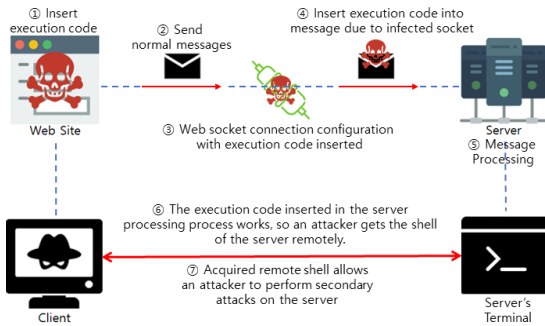 ① Insert
execution code
② Send
normal messages
④ Insert execution code into
message due to infected socket
Web Site
③ Web socket connection configuration
with execution code inserted
Server
⑤ Message
Processing
⑥ The execution code inserted in the server
processing process works, so an attacker gets the shell
of the server remotely.
⑦ Acquired remote shell allows
an attacker to perform secondary
attacks on the server
Client
Server's
Terminal